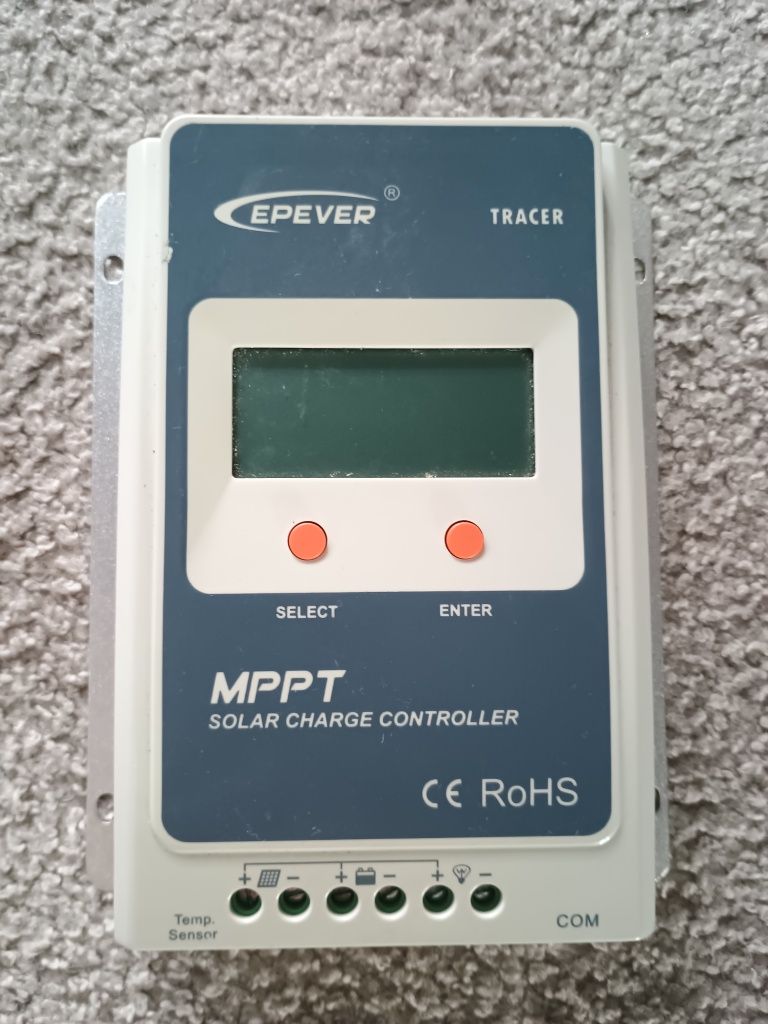 EPEVER ®
TRACER
SELECT
ENTER
MPPT
SOLAR CHARGE CONTROLLER
CE RoHS
+ − + − + −
Temp.
Sensor
COM